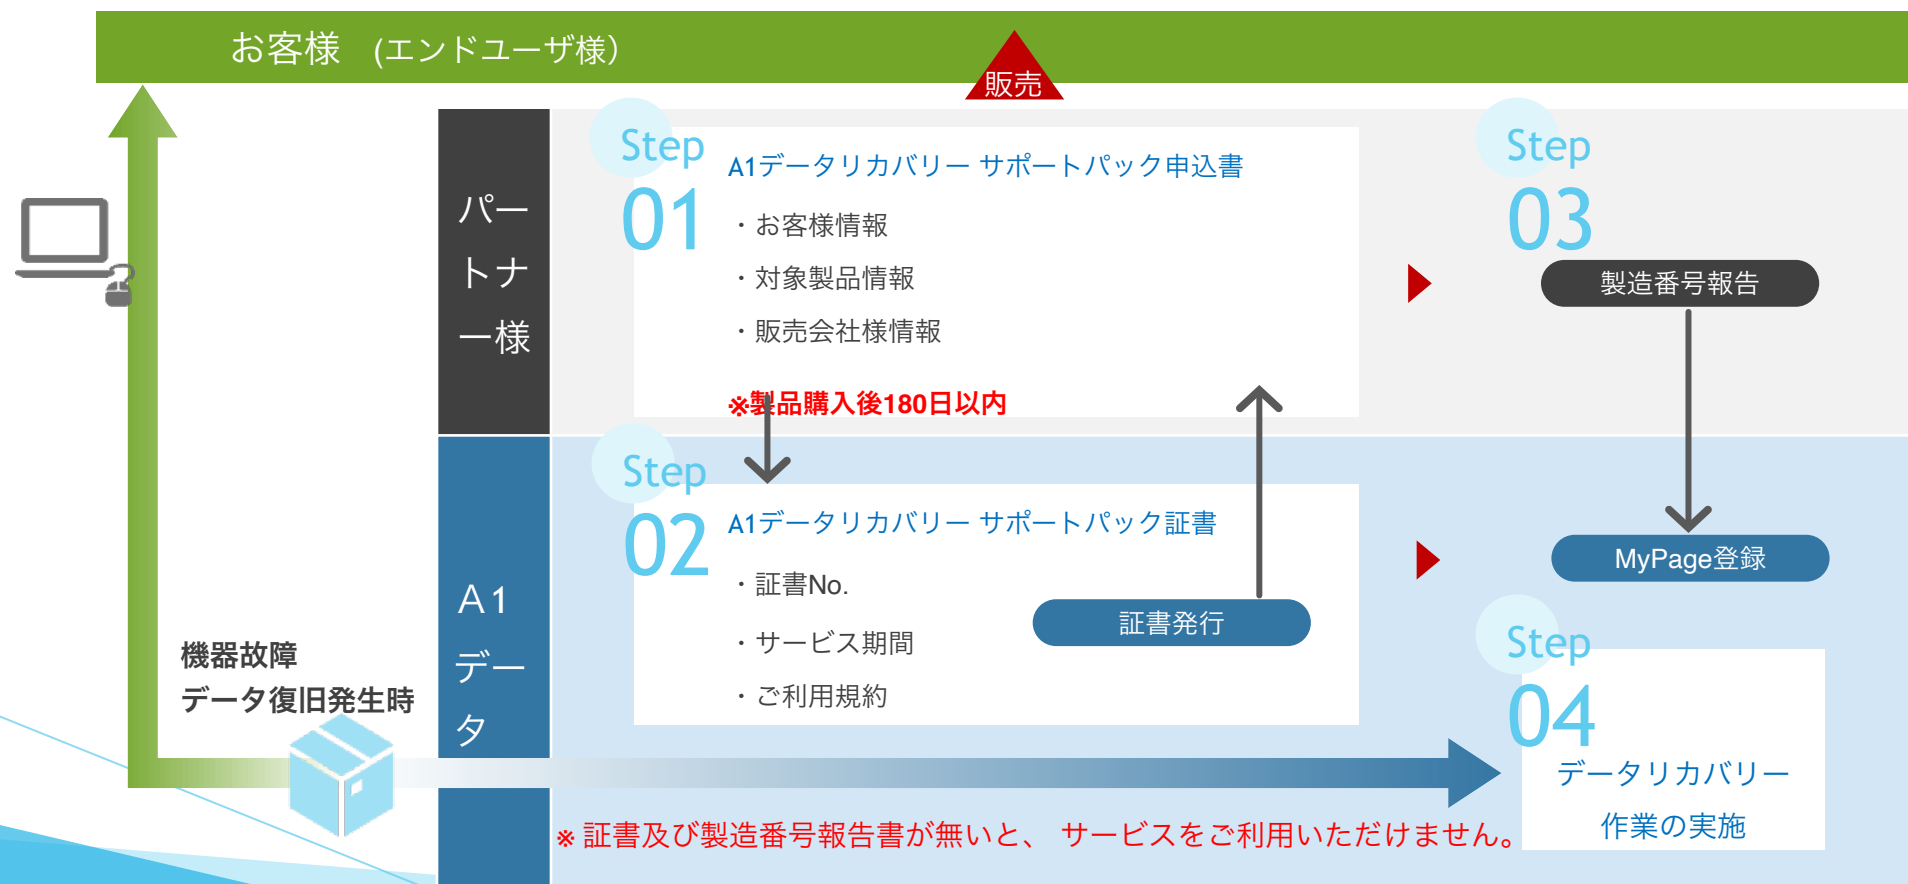 お客様 (エンドユーザ様)
販売
パー
トナ
ー様
Step
01
A1データリカバリー サポートパック申込書
・お客様情報
・対象製品情報
・販売会社様情報
※製品購入後180日以内
Step
03
製造番号報告
A1
デー
タ
Step
02
A1データリカバリー サポートパック証書
・証書No.
・サービス期間
・ご利用規約
証書発行
MyPage登録
Step
04
データリカバリー
作業の実施
機器故障
データ復旧発生時
※ 証書及び製造番号報告書が無いと、 サービスをご利用いただけません。